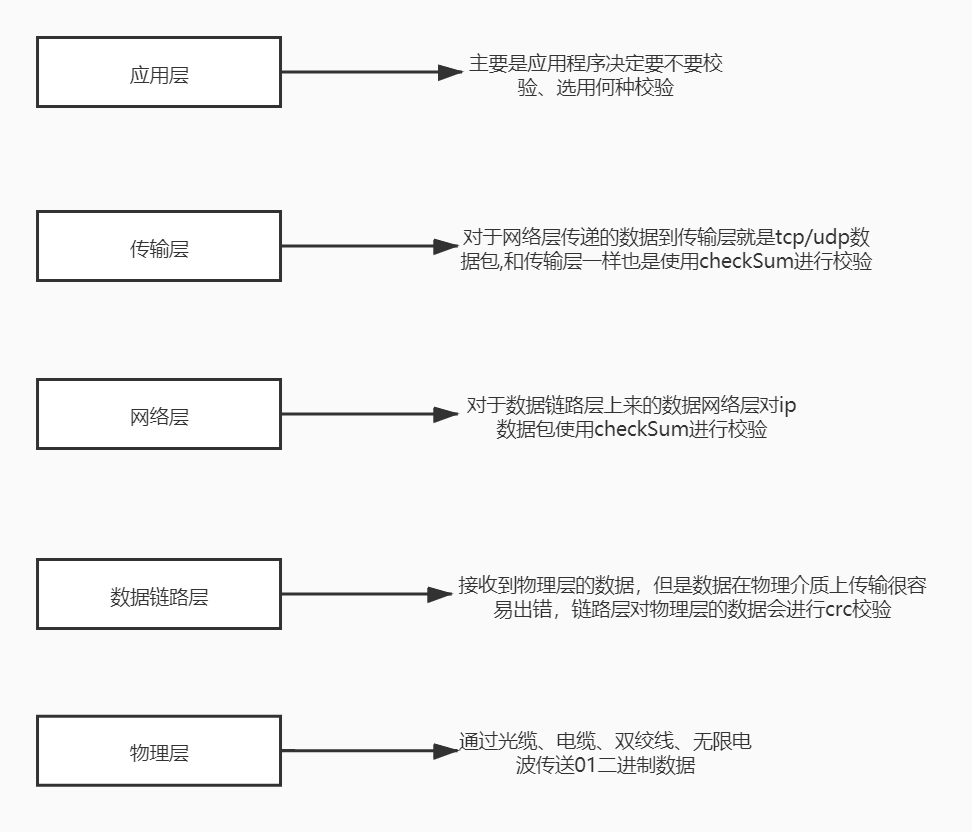 应用层
主要是应用程序决定要不要校
验、选用何种校验
传输层
对于网络层传递的数据到传输层就是tcp/udp数
据包,和传输层一样也是使用checkSum进行校验
网络层
对于数据链路层上来的数据网络层对ip
数据包使用checkSum进行校验
数据链路层
接收到物理层的数据，但是数据在物理介质上传输很容
易出错，链路层对物理层的数据会进行crc校验
物理层
通过光缆、电缆、双绞线、无限电
波传送01二进制数据